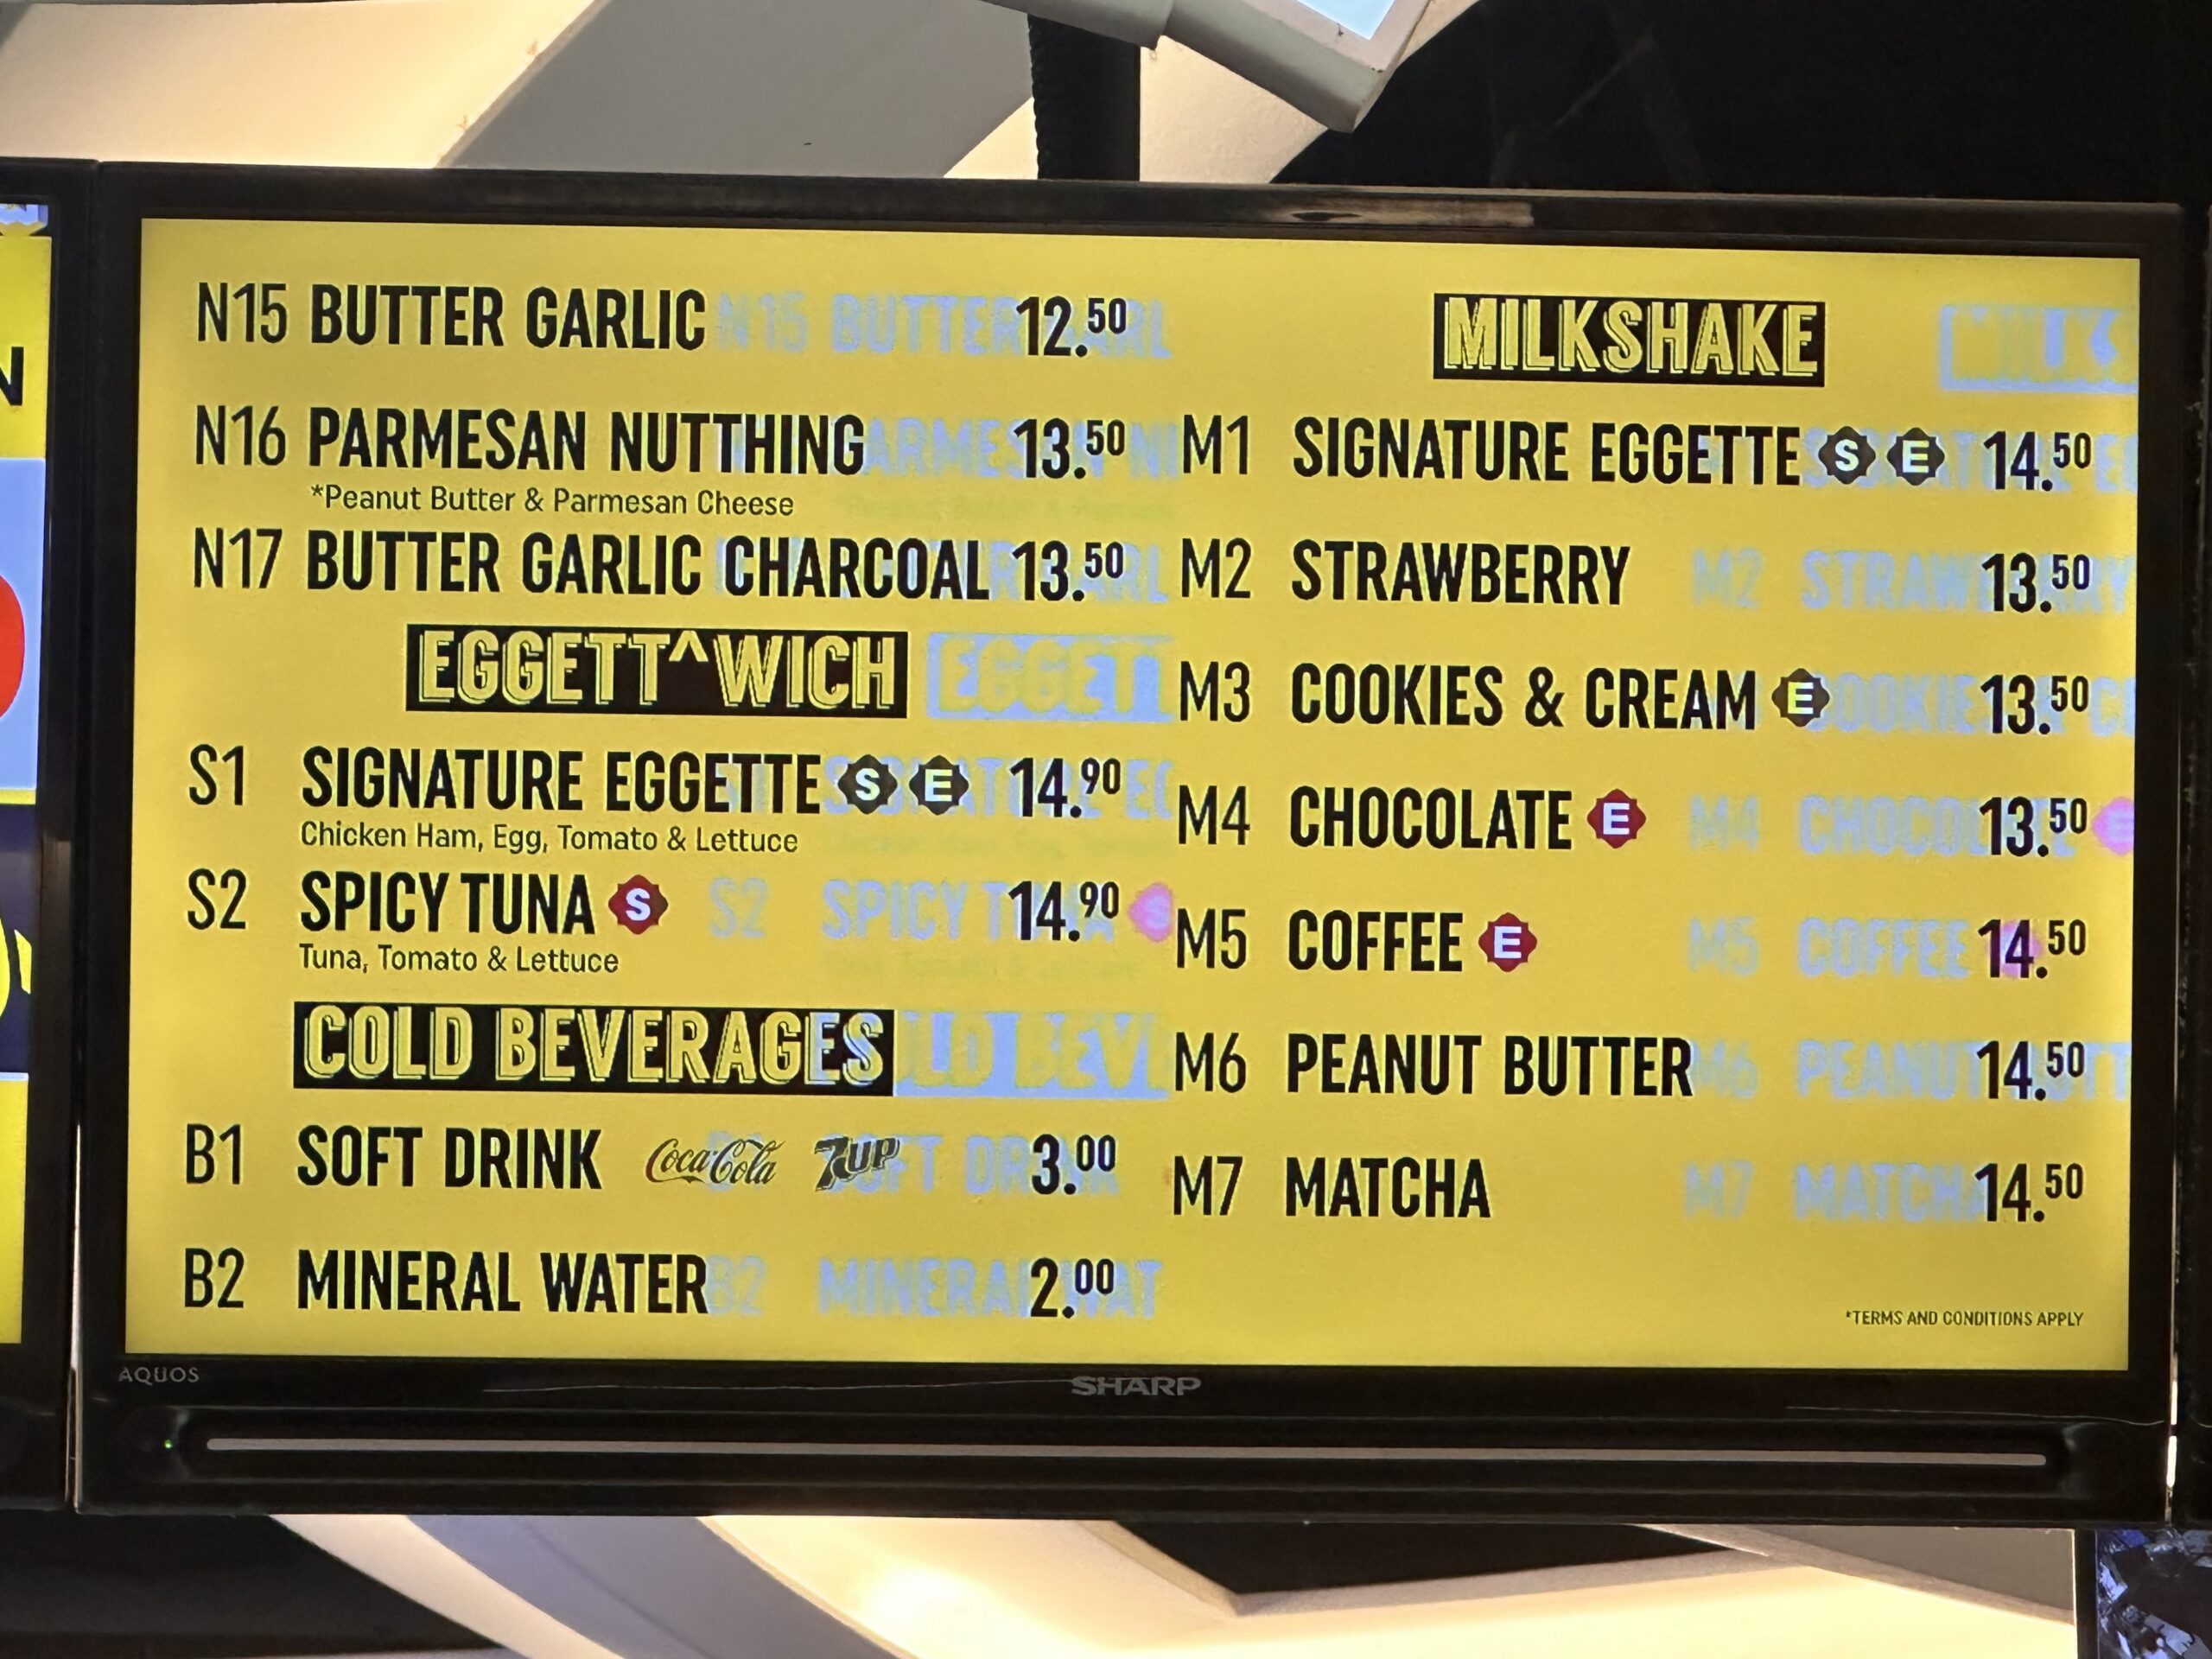 N15 BUTTER GARLIC 12.50
N16 PARMESAN NUTTHING 13.50
*Peanut Butter & Parmesan Cheese
N17 BUTTER GARLIC CHARCOAL 13.50
EGGETT^WICH
S1 SIGNATURE EGGETTE S E 14.90
Chicken Ham, Egg, Tomato & Lettuce
S2 SPICY TUNA S 14.90
Tuna, Tomato & Lettuce
COLD BEVERAGES
B1 SOFT DRINK Coca-Cola 7UP 3.00
B2 MINERAL WATER 2.00
MILKSHAKE
M1 SIGNATURE EGGETTE S E 14.50
M2 STRAWBERRY 13.50
M3 COOKIES & CREAM E 13.50
M4 CHOCOLATE E 13.50
M5 COFFEE E 14.50
M6 PEANUT BUTTER 14.50
M7 MATCHA 14.50
*TERMS AND CONDITIONS APPLY
AQUOS
SHARP
N